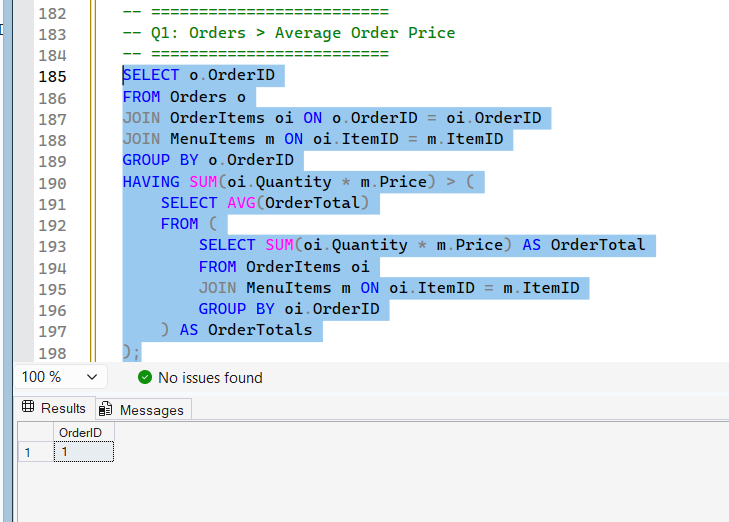 182 -- =========================
183 -- Q1: Orders > Average Order Price
184 -- =========================
185 SELECT o.OrderID
186 FROM Orders o
187 JOIN OrderItems oi ON o.OrderID = oi.OrderID
188 JOIN MenuItems m ON oi.ItemID = m.ItemID
189 GROUP BY o.OrderID
190 HAVING SUM(oi.Quantity * m.Price) > (
191     SELECT AVG(OrderTotal)
192     FROM (
193         SELECT SUM(oi.Quantity * m.Price) AS OrderTotal
194         FROM OrderItems oi
195         JOIN MenuItems m ON oi.ItemID = m.ItemID
196         GROUP BY oi.OrderID
197     ) AS OrderTotals
198 );
100 % No issues found
Results Messages
OrderID
1 1